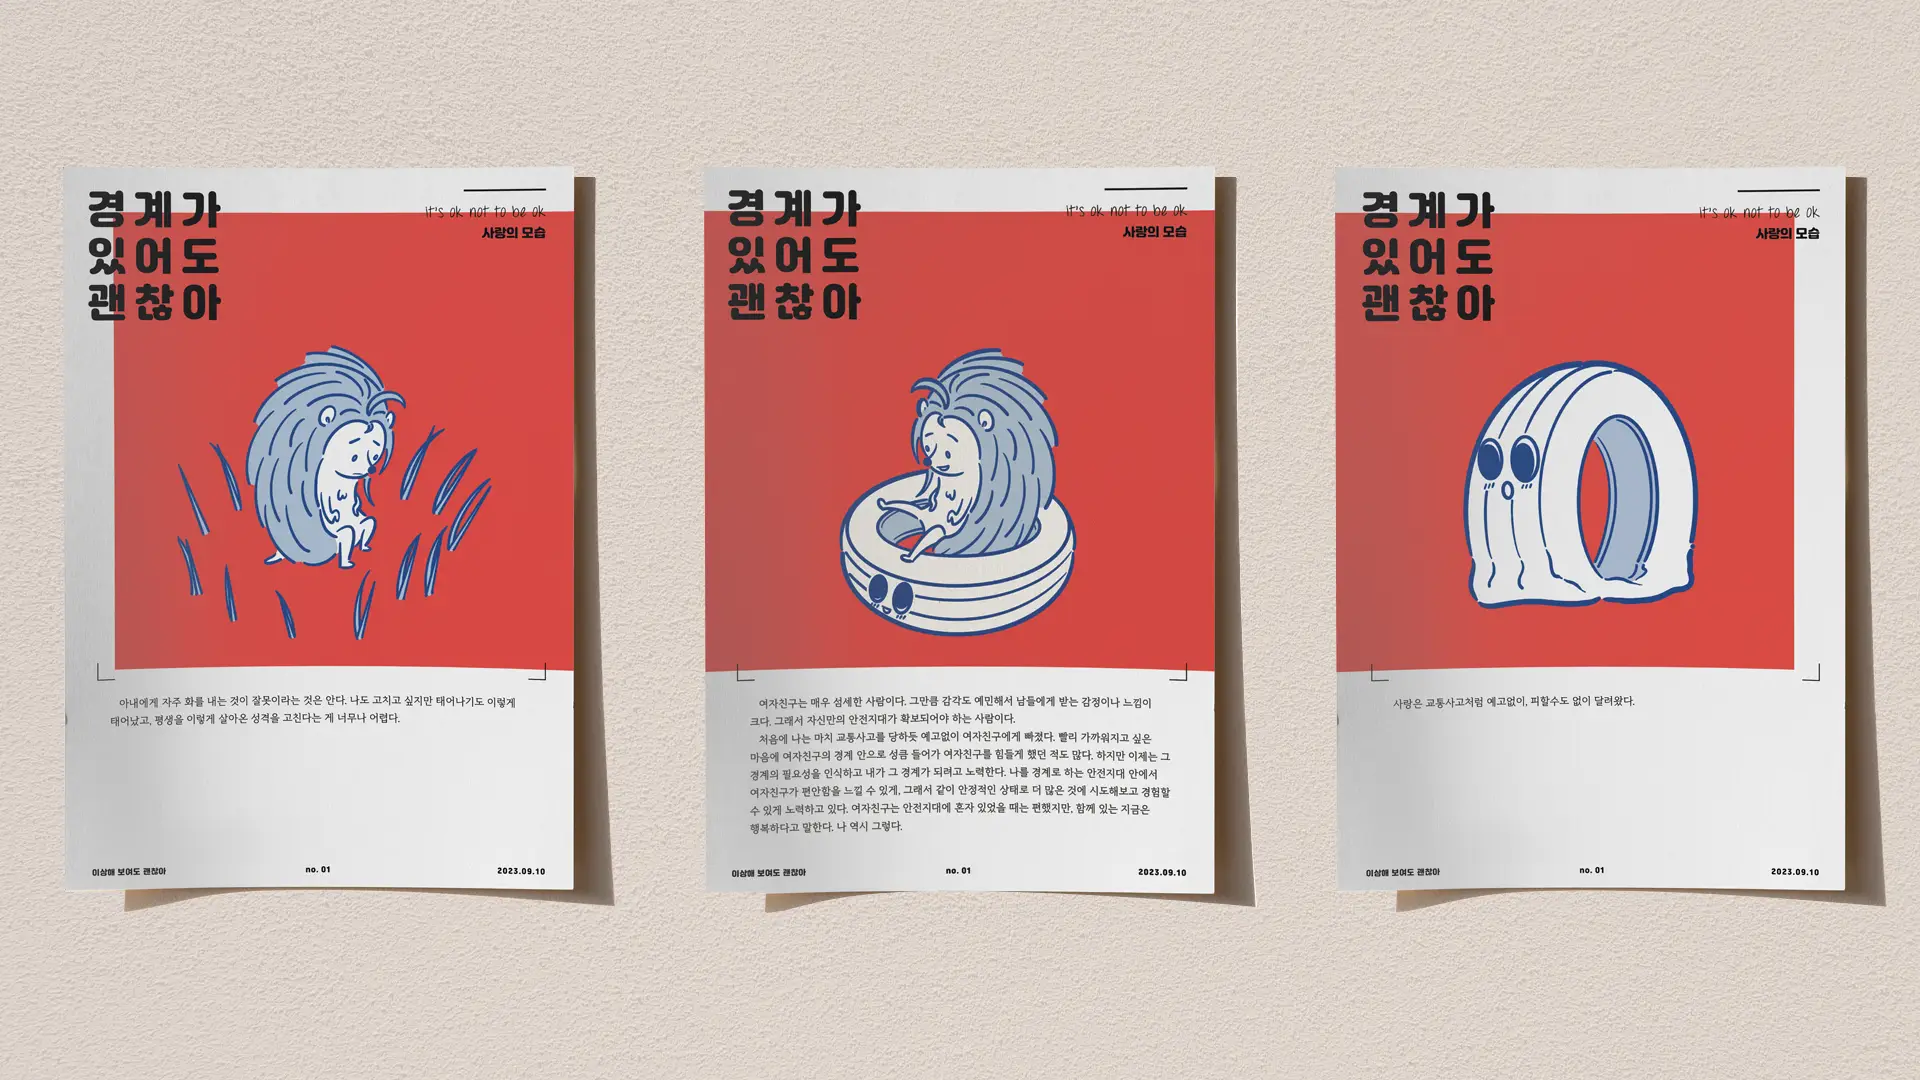 경계가
있어도
괜찮아
it's ok not to be ok
사랑의 모습
아내에게 자주 화를 내는 것이 잘못이라는 것은 안다. 나도 고치고 싶지만 태어나기도 이렇게
태어났고, 평생을 이렇게 살아온 성격을 고친다는 게 너무나 어렵다.
이상해 보여도 괜찮아
no. 01
2023.09.10
경계가
있어도
괜찮아
it's ok not to be ok
사랑의 모습
여자친구는 매우 섬세한 사람이다. 그만큼 감각도 예민해서 남들에게 받는 감정이나 느낌이
크다. 그래서 자신만의 안전지대가 확보되어야 하는 사람이다.
처음에 나는 마치 교통사고를 당하듯 예고없이 여자친구에게 빠졌다. 빨리 가까워지고 싶은
마음에 여자친구의 경계 안으로 성큼 들어가 여자친구를 힘들게 했던 적도 많다. 하지만 이제는 그
경계의 필요성을 인식하고 내가 그 경계가 되려고 노력한다. 나를 경계로 하는 안전지대 안에서
여자친구가 편안함을 느낄 수 있게, 그래서 같이 안정적인 상태로 더 많은 것에 시도해보고 경험할
수 있게 노력하고 있다. 여자친구는 안전지대에 혼자 있었을 때는 편했지만, 함께 있는 지금은
행복하다고 말한다. 나 역시 그렇다.
이상해 보여도 괜찮아
no. 01
2023.09.10
경계가
있어도
괜찮아
it's ok not to be ok
사랑의 모습
사랑은 교통사고처럼 예고없이, 피할수도 없이 달려왔다.
이상해 보여도 괜찮아
no. 01
2023.09.10